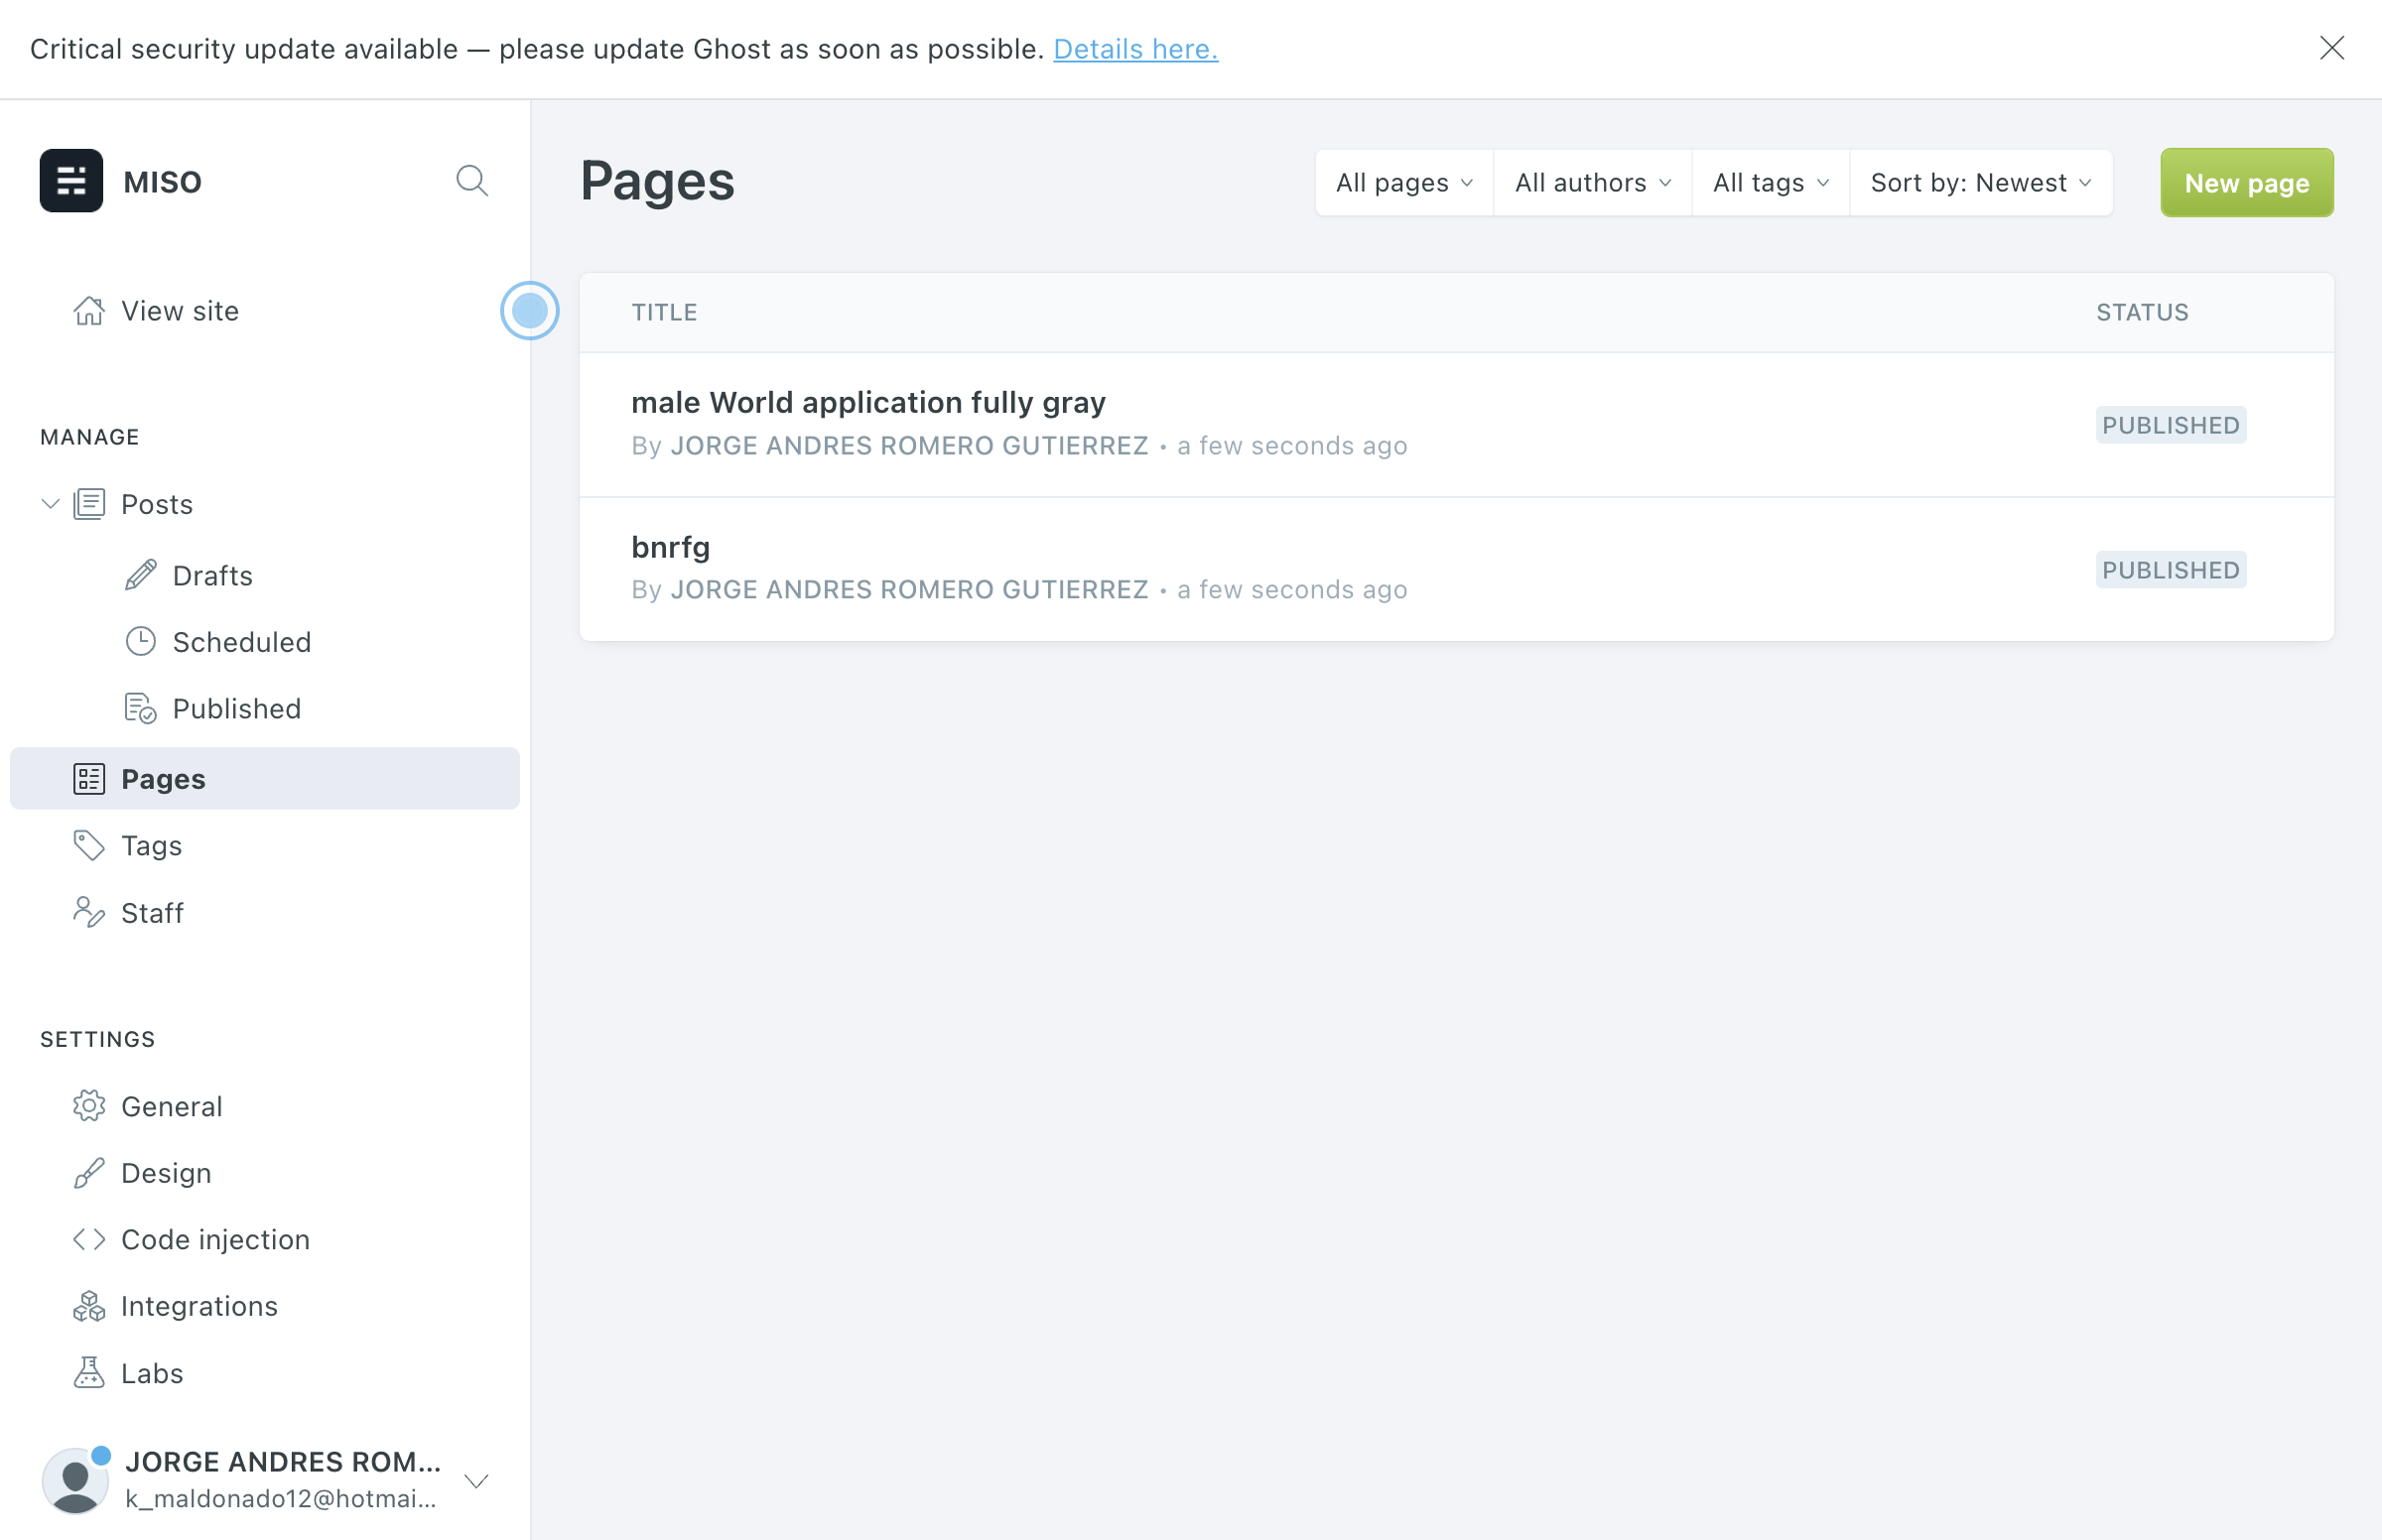 Critical security update available — please update Ghost as soon as possible. Details here.
MISO
View site
MANAGE
Posts
Drafts
Scheduled
Published
Pages
Tags
Staff
SETTINGS
General
Design
Code injection
Integrations
Labs
JORGE ANDRES ROM...
k_maldonado12@hotmai...
Pages
All pages
All authors
All tags
Sort by: Newest
New page
TITLE
STATUS
male World application fully gray
By JORGE ANDRES ROMERO GUTIERREZ • a few seconds ago
PUBLISHED
bnrfg
By JORGE ANDRES ROMERO GUTIERREZ • a few seconds ago
PUBLISHED